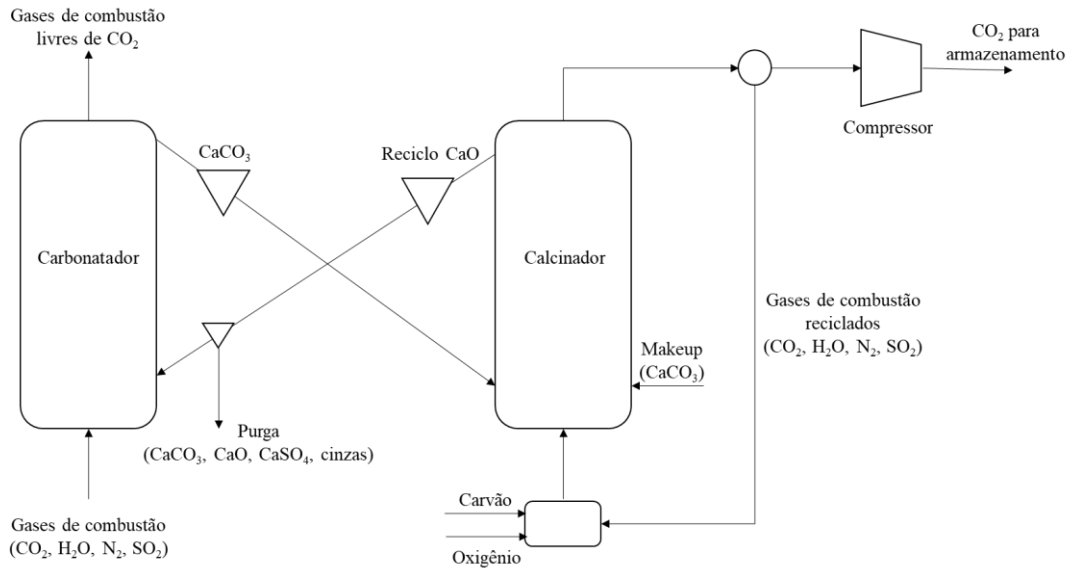 Gases de combustão
livres de CO₂
CO₂ para
armazenamento
Compressor
CaCO₃
Reciclo CaO
Carbonatador
Calcinador
Gases de combustão
reciclados
(CO₂, H₂O, N₂, SO₂)
Makeup
(CaCO₃)
Purga
(CaCO₃, CaO, CaSO₄, cinzas)
Carvão
Oxigênio
Gases de combustão
(CO₂, H₂O, N₂, SO₂)